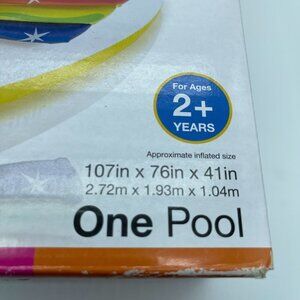 For Ages
2+
YEARS
Approximate inflated size
107in x 76in x 41in
2.72m x 1.93m x 1.04m
One Pool